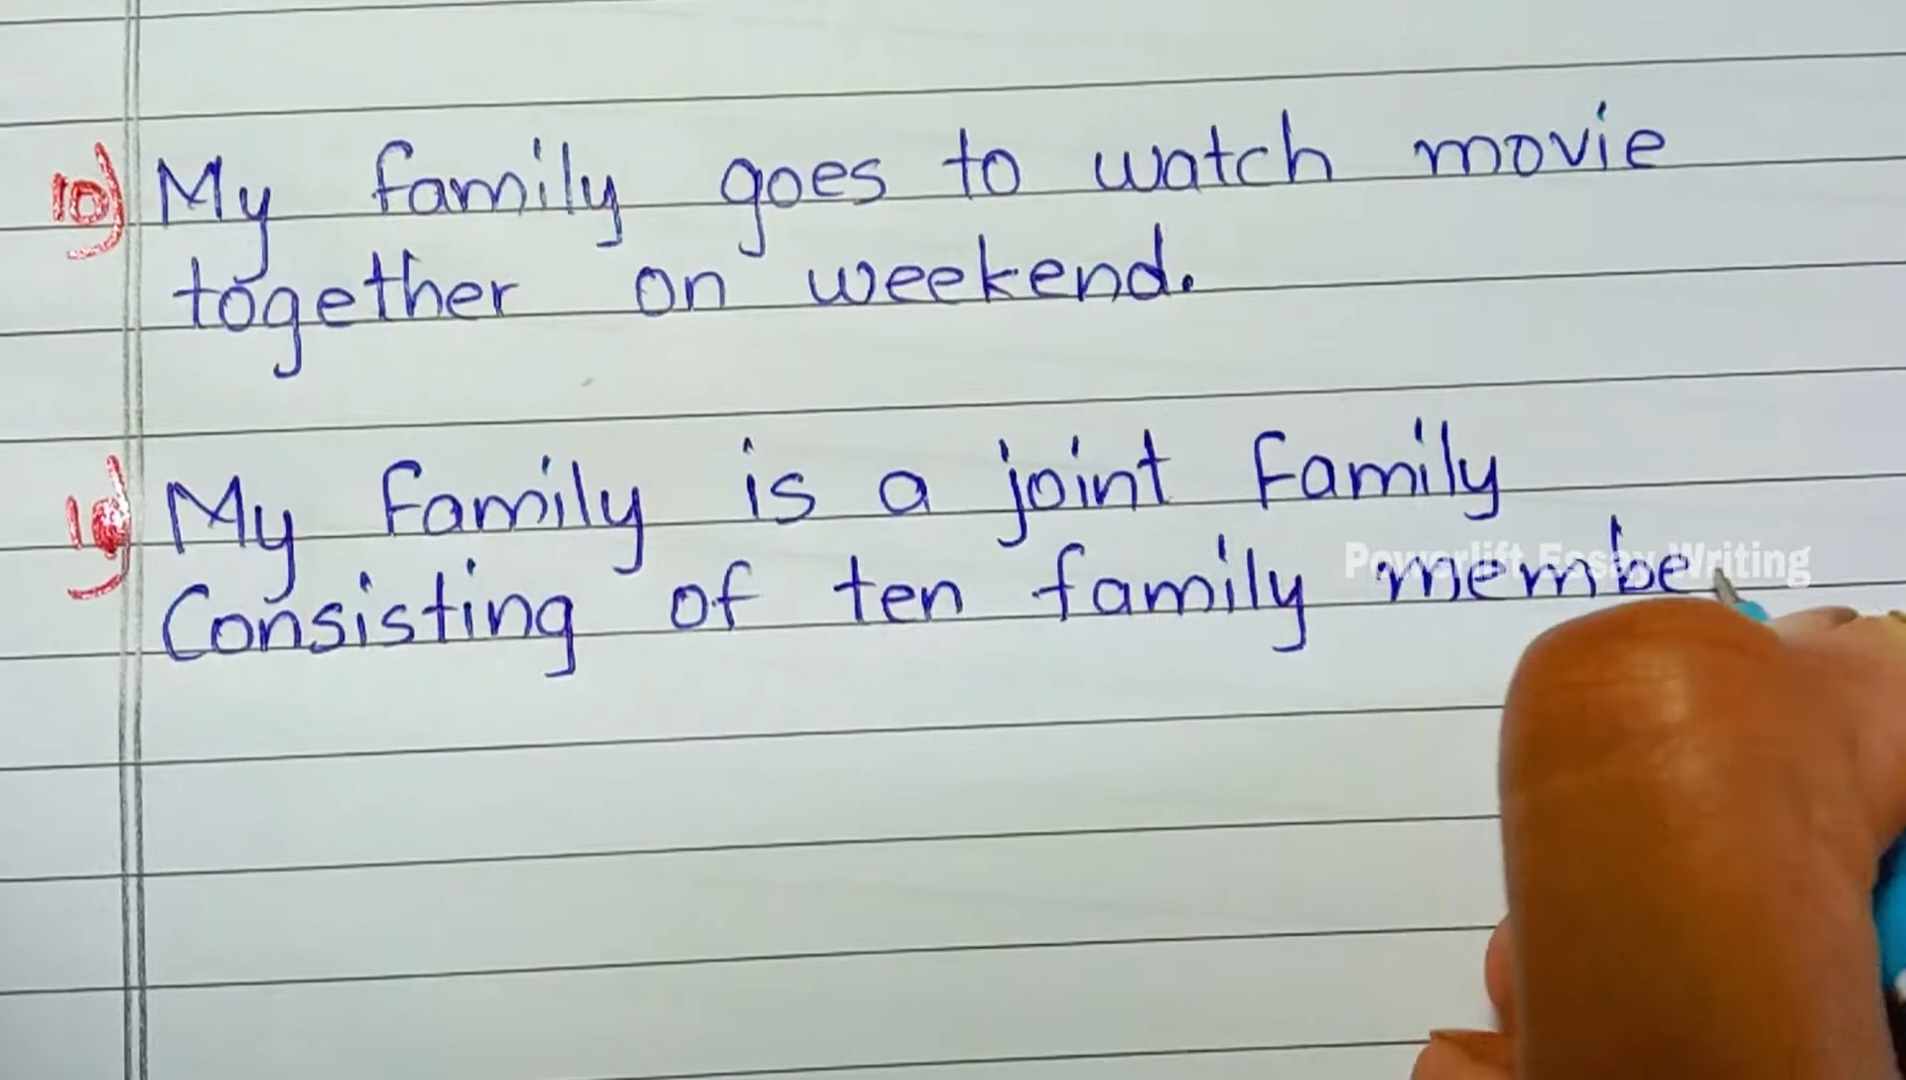 10) My family goes to watch movie
together on weekend.
My family is a joint Family
Consisting of ten family membe
Powerlift Essay Writing